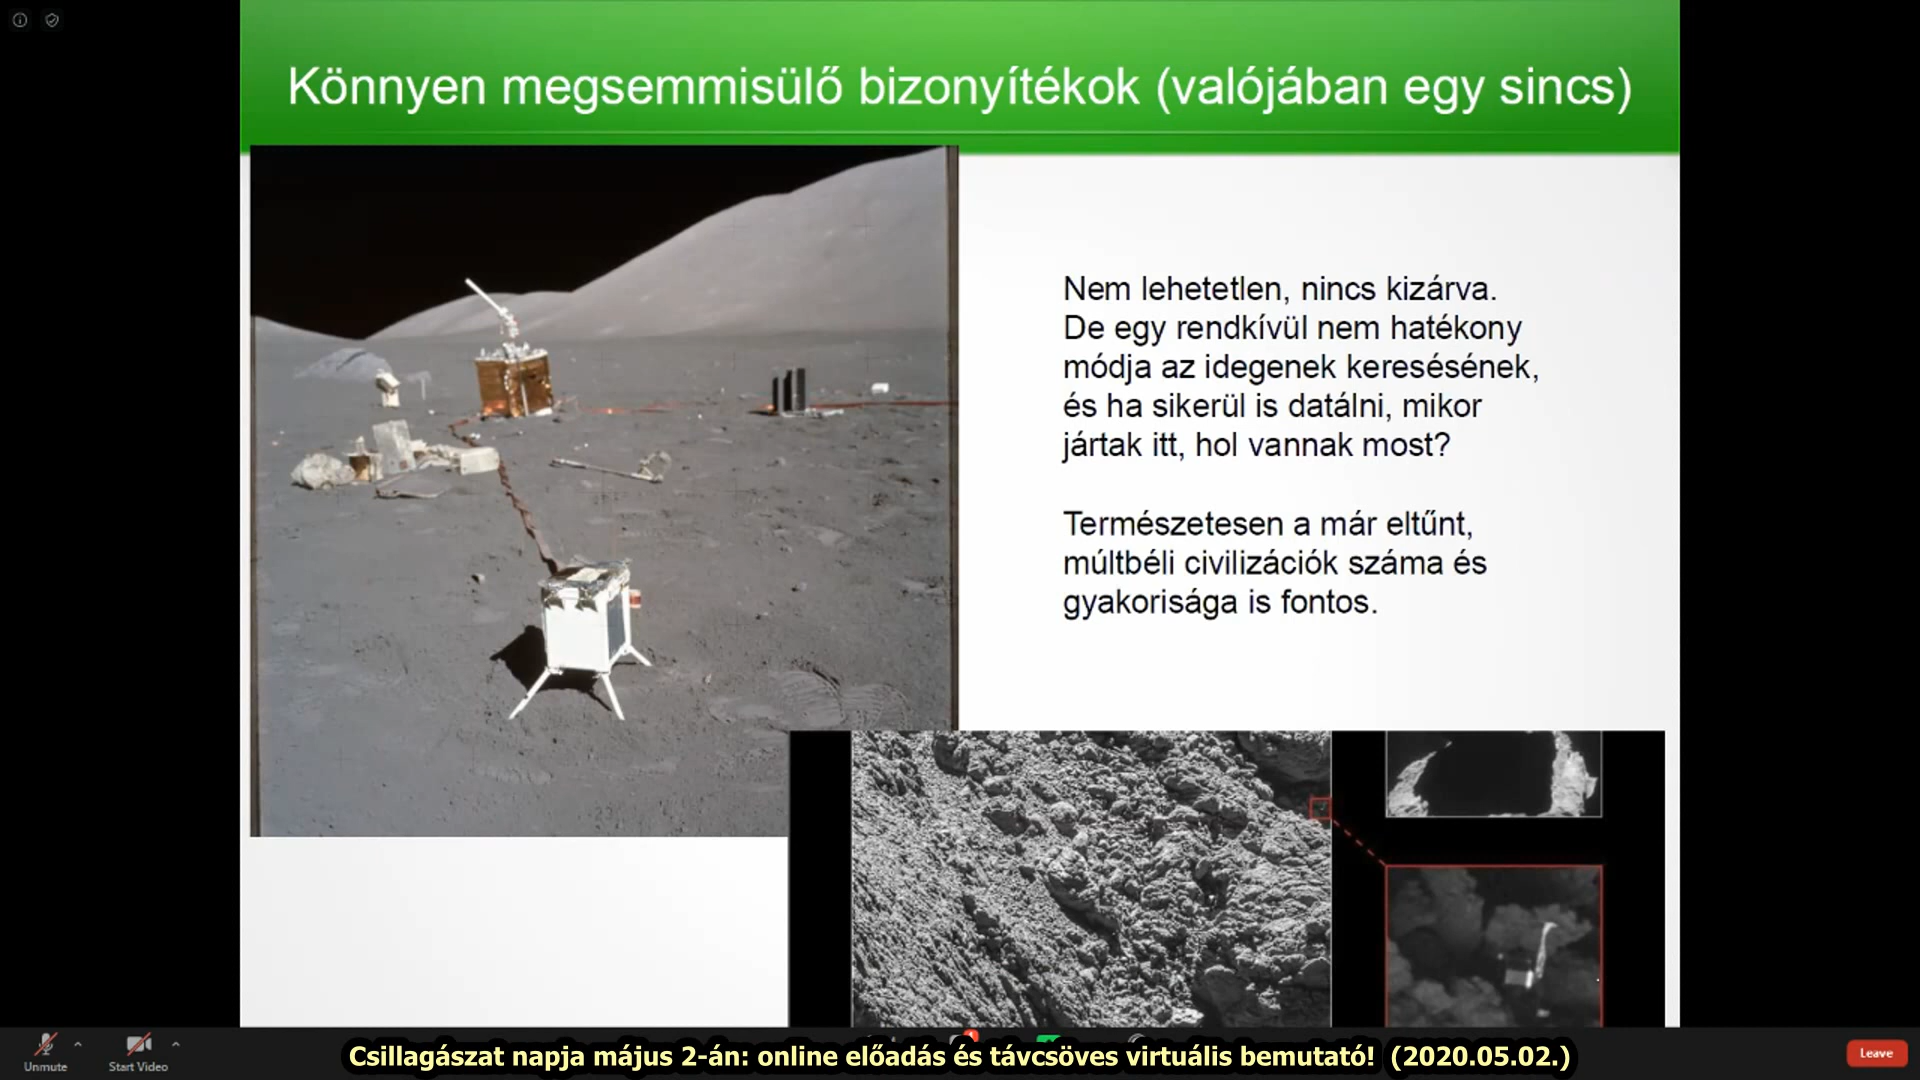 Könnyen megsemmisülő bizonyítékok (valójában egy sincs)
Nem lehetetlen, nincs kizárva.
De egy rendkívül nem hatékony
módja az idegenek keresésének,
és ha sikerül is datálni, mikor
jártak itt, hol vannak most?
Természetesen a már eltűnt,
múltbéli civilizációk száma és
gyakorisága is fontos.
Unmute
Start Video
Csillagászat napja május 2-án: online előadás és távcsöves virtuális bemutató! (2020.05.02.)
Leave